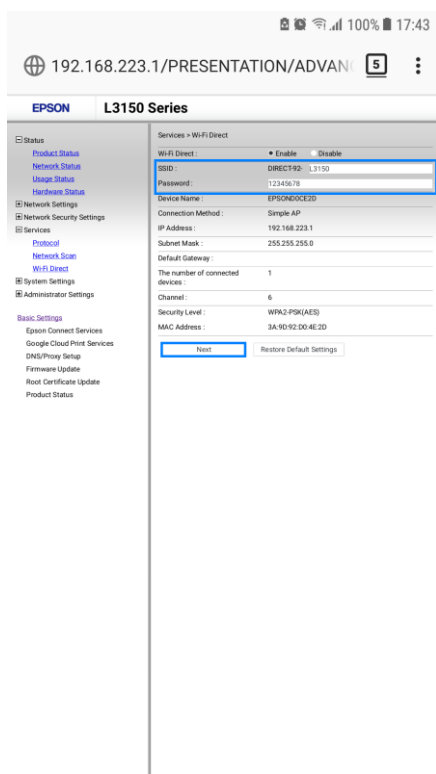 100% 17:43
192.168.223.1/PRESENTATION/ADVAN
5
EPSON L3150 Series
Status
Product Status
Network Status
Usage Status
Hardware Status
Network Settings
Network Security Settings
Services
Protocol
Network Scan
Wi-Fi Direct
System Settings
Administrator Settings
Basic Settings
Epson Connect Services
Google Cloud Print Services
DNS/Proxy Setup
Firmware Update
Root Certificate Update
Product Status
Services > Wi-Fi Direct
Wi-Fi Direct : Enable Disable
SSID : DIRECT-92- L3150
Password : 12345678
Device Name : EPSOND0CE2D
Connection Method : Simple AP
IP Address : 192.168.223.1
Subnet Mask : 255.255.255.0
Default Gateway :
The number of connected 1
devices :
Channel : 6
Security Level : WPA2-PSK(AES)
MAC Address : 3A:9D:92:D0:4E:2D
Next Restore Default Settings